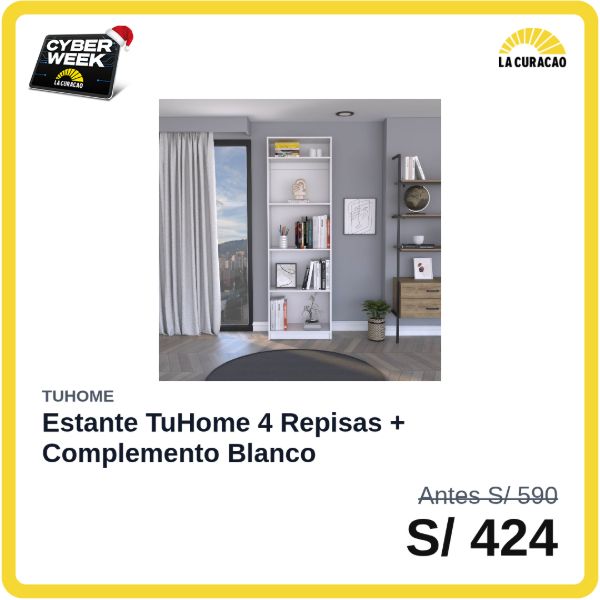 CYBER
WEEK
LA CURACAO
LA CURACAO
TUHOME
Estante TuHome 4 Repisas +
Complemento Blanco
Antes S/ 590
S/ 424